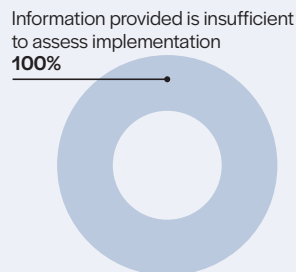 Information provided is insufficient
to assess implementation
100%